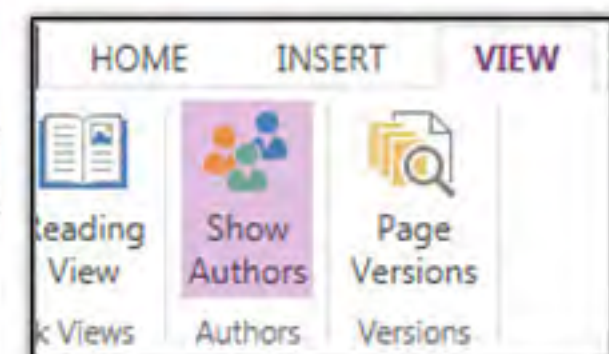 HOME INSERT VIEW
eading Show Page
View Authors Versions
k Views Authors Versions